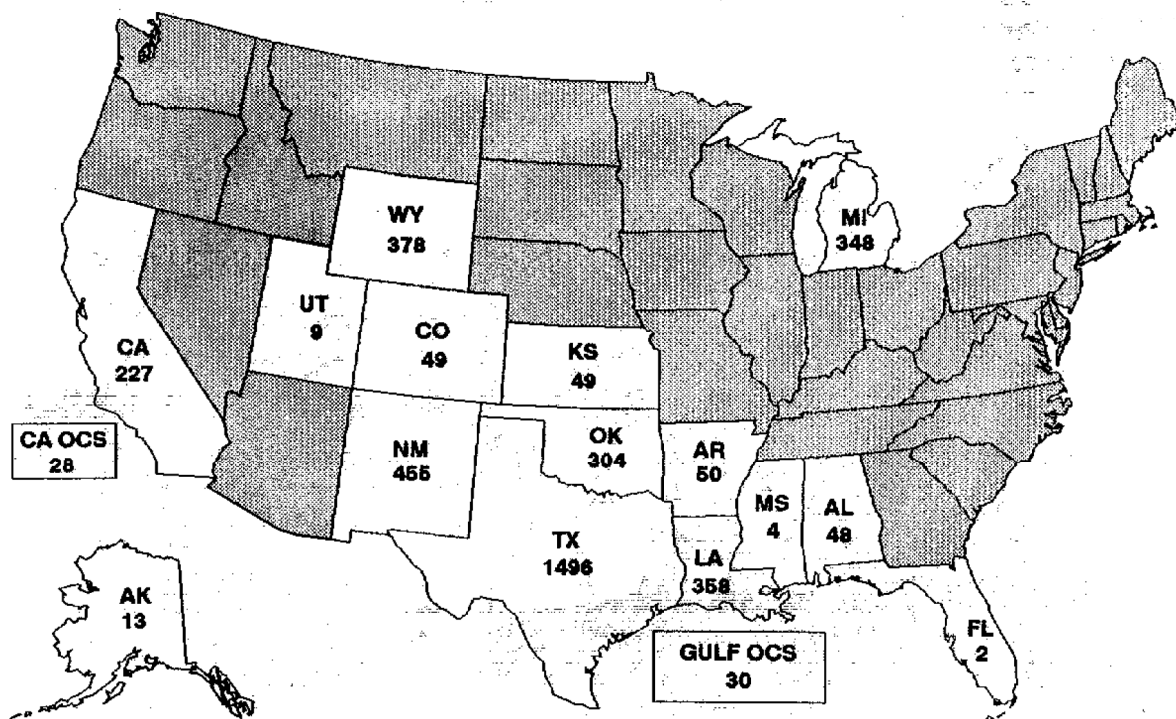 WY
378
MI
348
UT
9
CO
49
KS
49
CA
227
CA OCS
28
NM
455
OK
304
AR
50
MS
4
AL
48
TX
1496
LA
358
AK
13
GULF OCS
30
FL
2